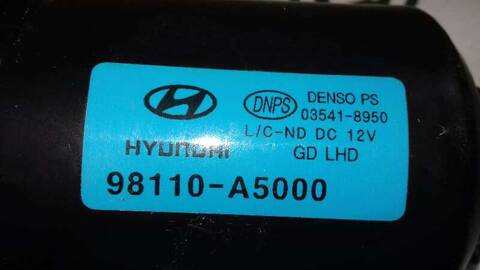 DNPS DENSO PS
03541-8950
L/C-ND DC 12V
HYUNDAI GD LHD
98110-A5000